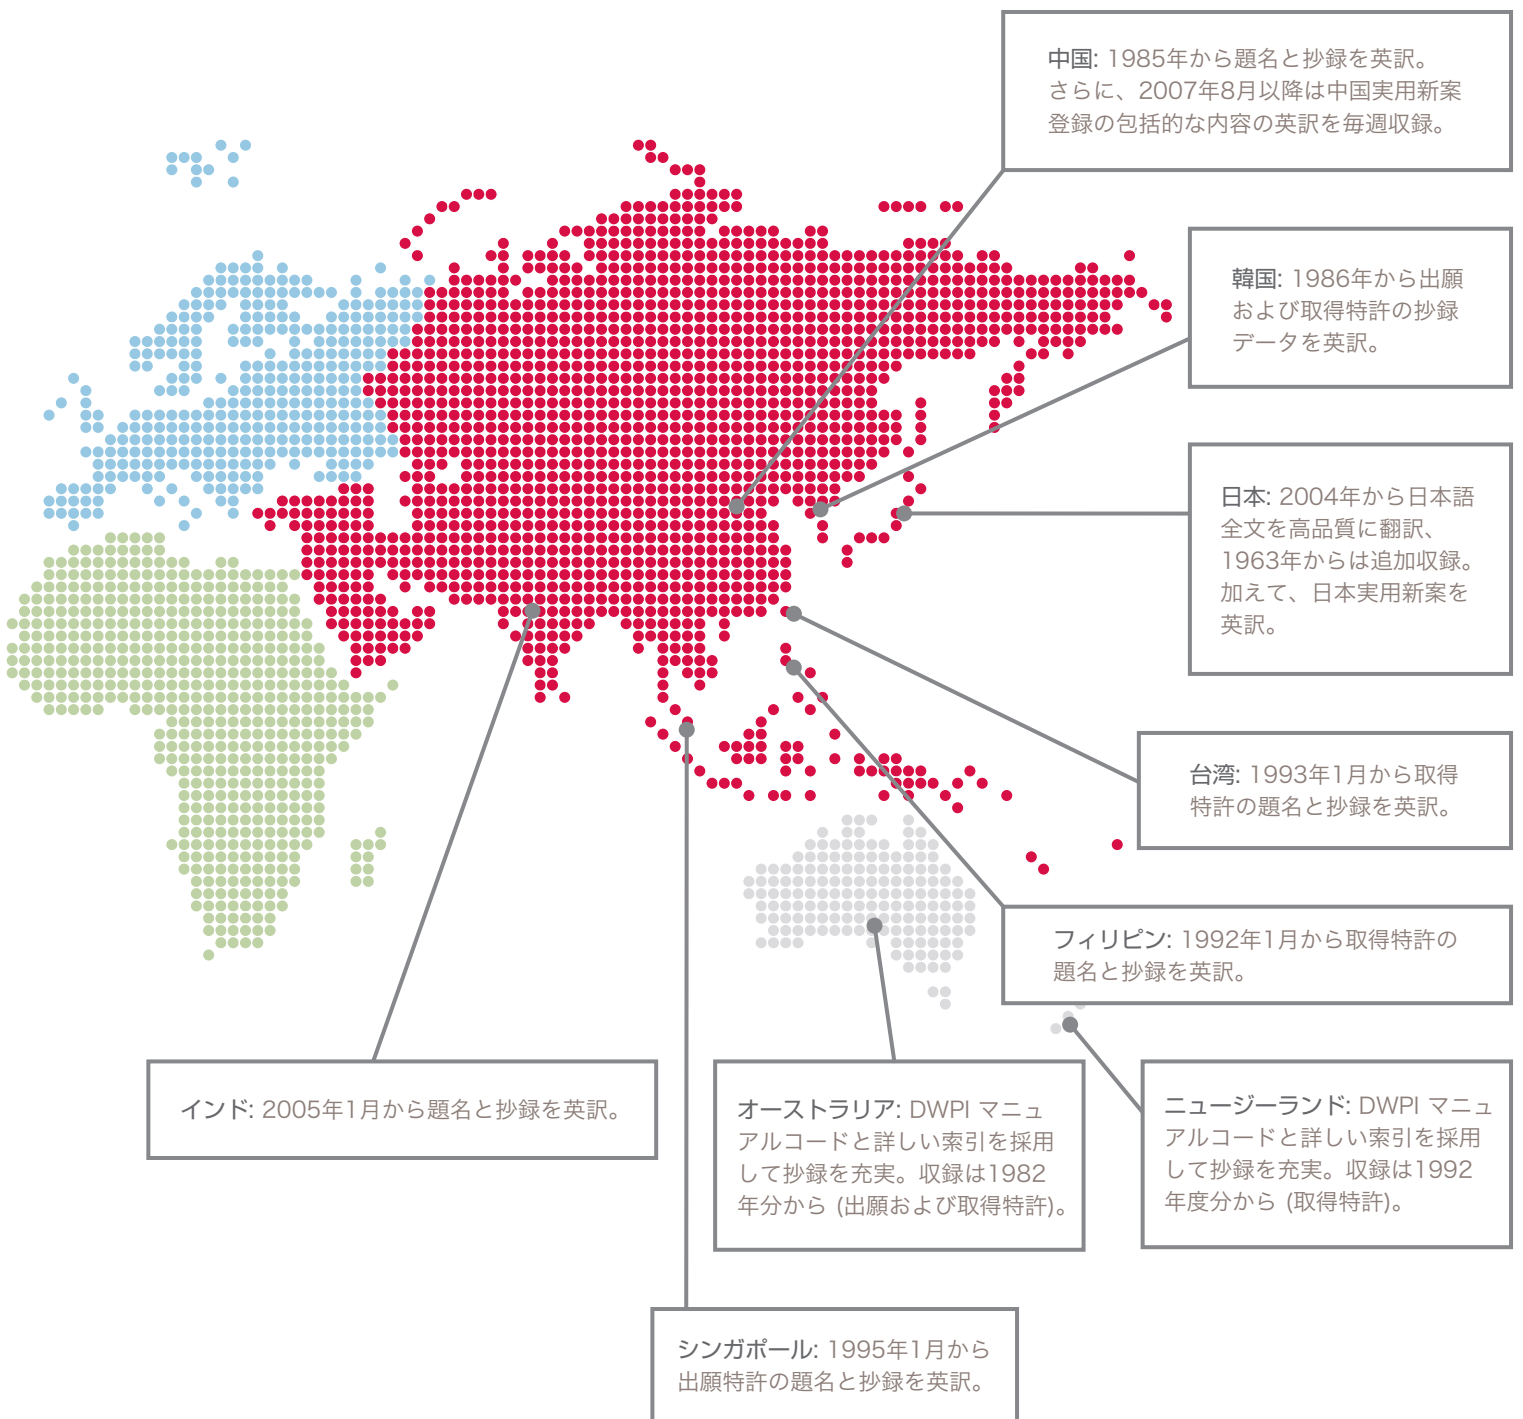 中国: 1985年から題名と抄録を英訳。
さらに、2007年8月以降は中国実用新案
登録の包括的な内容の英訳を毎週収録。
韓国: 1986年から出願
および取得特許の抄録
データを英訳。
日本: 2004年から日本語
全文を高品質に翻訳、
1963年からは追加収録。
加えて、日本実用新案を
英訳。
台湾: 1993年1月から取得
特許の題名と抄録を英訳。
フィリピン: 1992年1月から取得特許の
題名と抄録を英訳。
インド: 2005年1月から題名と抄録を英訳。
オーストラリア: DWPI マニュ
アルコードと詳しい索引を採用
して抄録を充実。収録は1982
年分から (出願および取得特許)。
ニュージーランド: DWPI マニュ
アルコードと詳しい索引を採用
して抄録を充実。収録は1992
年度分から (取得特許)。
シンガポール: 1995年1月から
出願特許の題名と抄録を英訳。